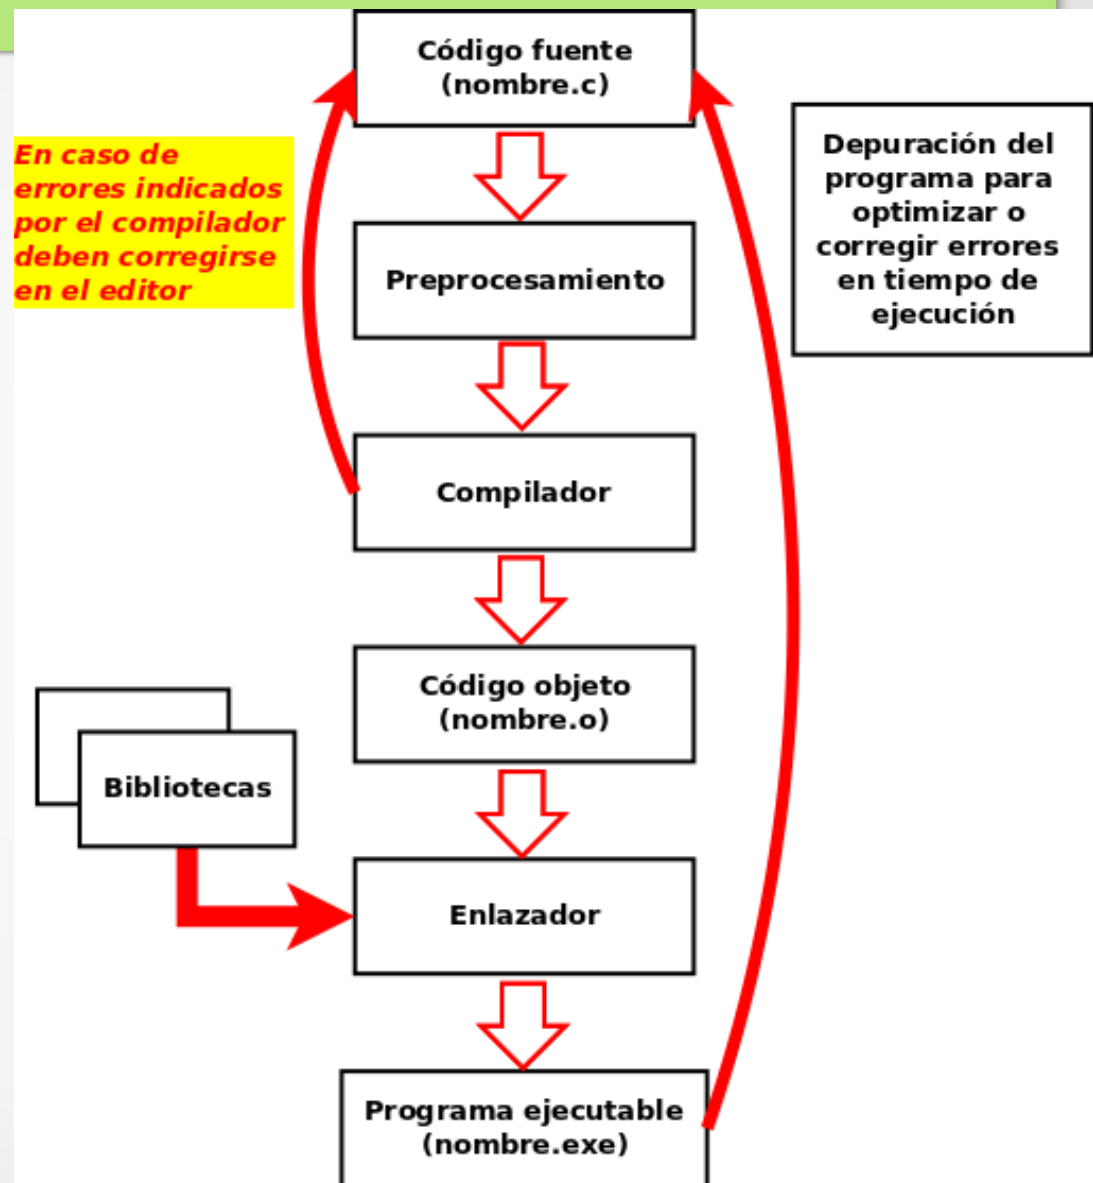 Código fuente
(nombre.c)
En caso de
errores indicados
por el compilador
deben corregirse
en el editor
Depuración del
programa para
optimizar o
corregir errores
en tiempo de
ejecución
Preprocesamiento
Compilador
Código objeto
(nombre.o)
Bibliotecas
Enlazador
Programa ejecutable
(nombre.exe)